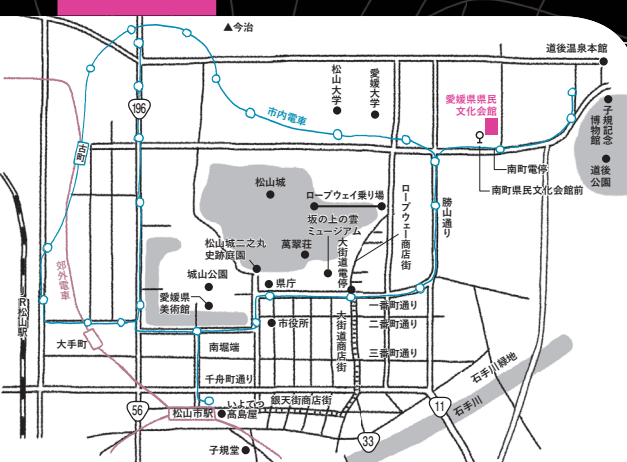 ▲今治
道後温泉本館
松山大学
愛媛大学
愛媛県県民
文化会館
196
市内電車
子規記念
博物館
古町
南町電停
道後
公園
南町県民文化会館前
松山城
ロープウェイ乗り場
ロープウェー商店街
勝山通り
坂の上の雲
ミュージアム
大街道電停
松山城二之丸
史跡庭園
萬翠荘
郊外電車
城山公園
県庁
愛媛県
美術館
JR松山駅
一番町通り
市役所
二番町通り
大街道商店街
大手町
南堀端
三番町通り
千舟町通り
石手川緑地
石手川
銀天街商店街
いよてつ
髙島屋
松山市駅
56
11
33
子規堂